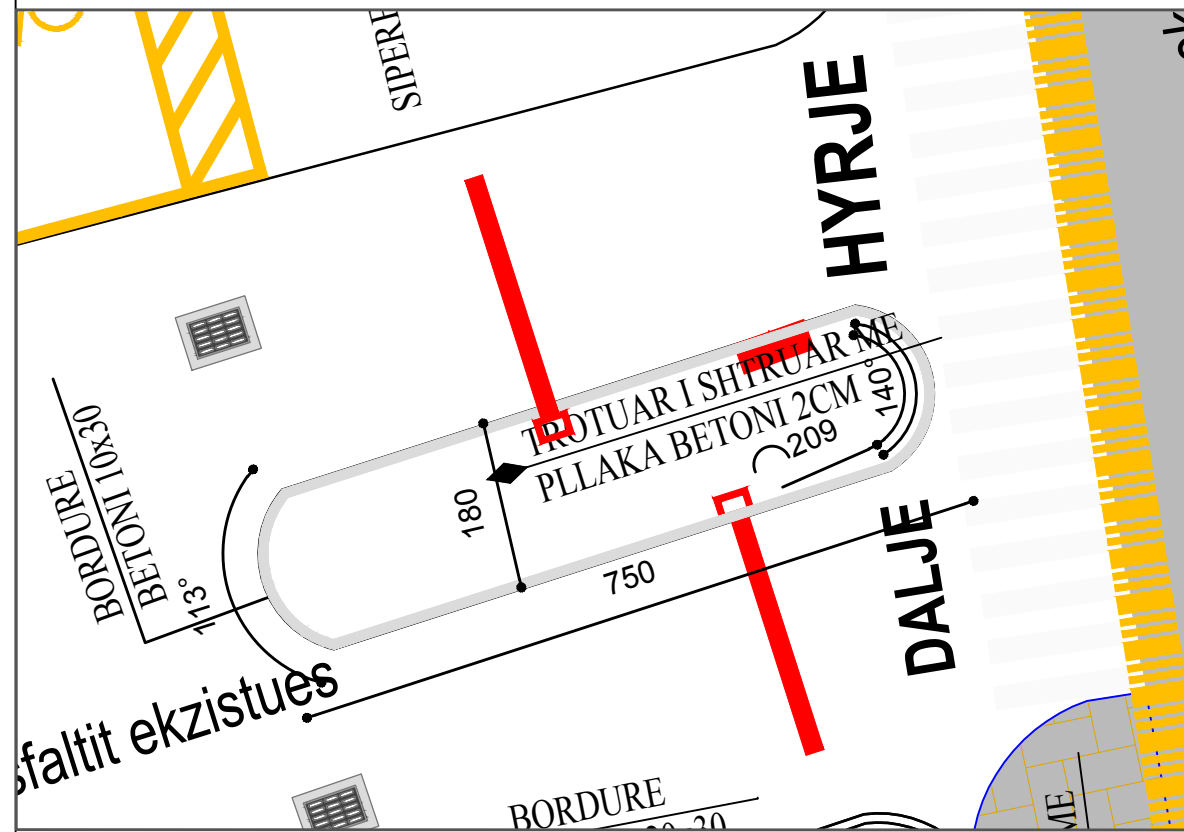 SIPERF
HYRJE
TROTUAR I SHTRUAR ME
PLLAKA BETONI 2CM
140°
209
180
BORDURE
BETONI 10x30
113°
750
DALJE
sfaltit ekzistues
BORDURE
ME